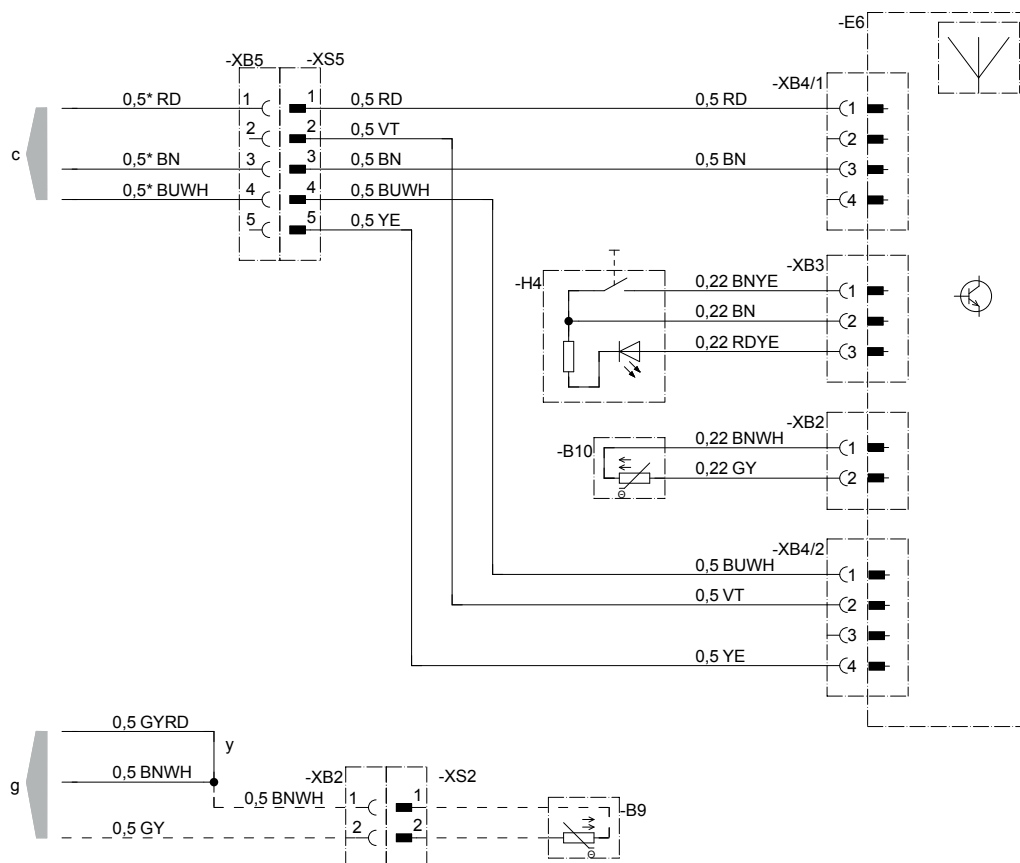 -E6
-XB5 -XS5
-XB4/1
0,5* RD 1 1 0,5 RD 0,5 RD 1
2 2 0,5 VT 2
c
0,5* BN 3 3 0,5 BN 0,5 BN 3
0,5* BUWH 4 4 0,5 BUWH 4
5 5 0,5 YE
-XB3
-H4 0,22 BNYE 1
0,22 BN 2
0,22 RDYE 3
-XB2
-B10 0,22 BNWH 1
0,22 GY 2
Θ
-XB4/2
0,5 BUWH 1
0,5 VT 2
3
0,5 YE 4
0,5 GYRD
y
g 0,5 BNWH
-XB2 -XS2
0,5 BNWH 1 1
-B9
0,5 GY 2 2
Θ